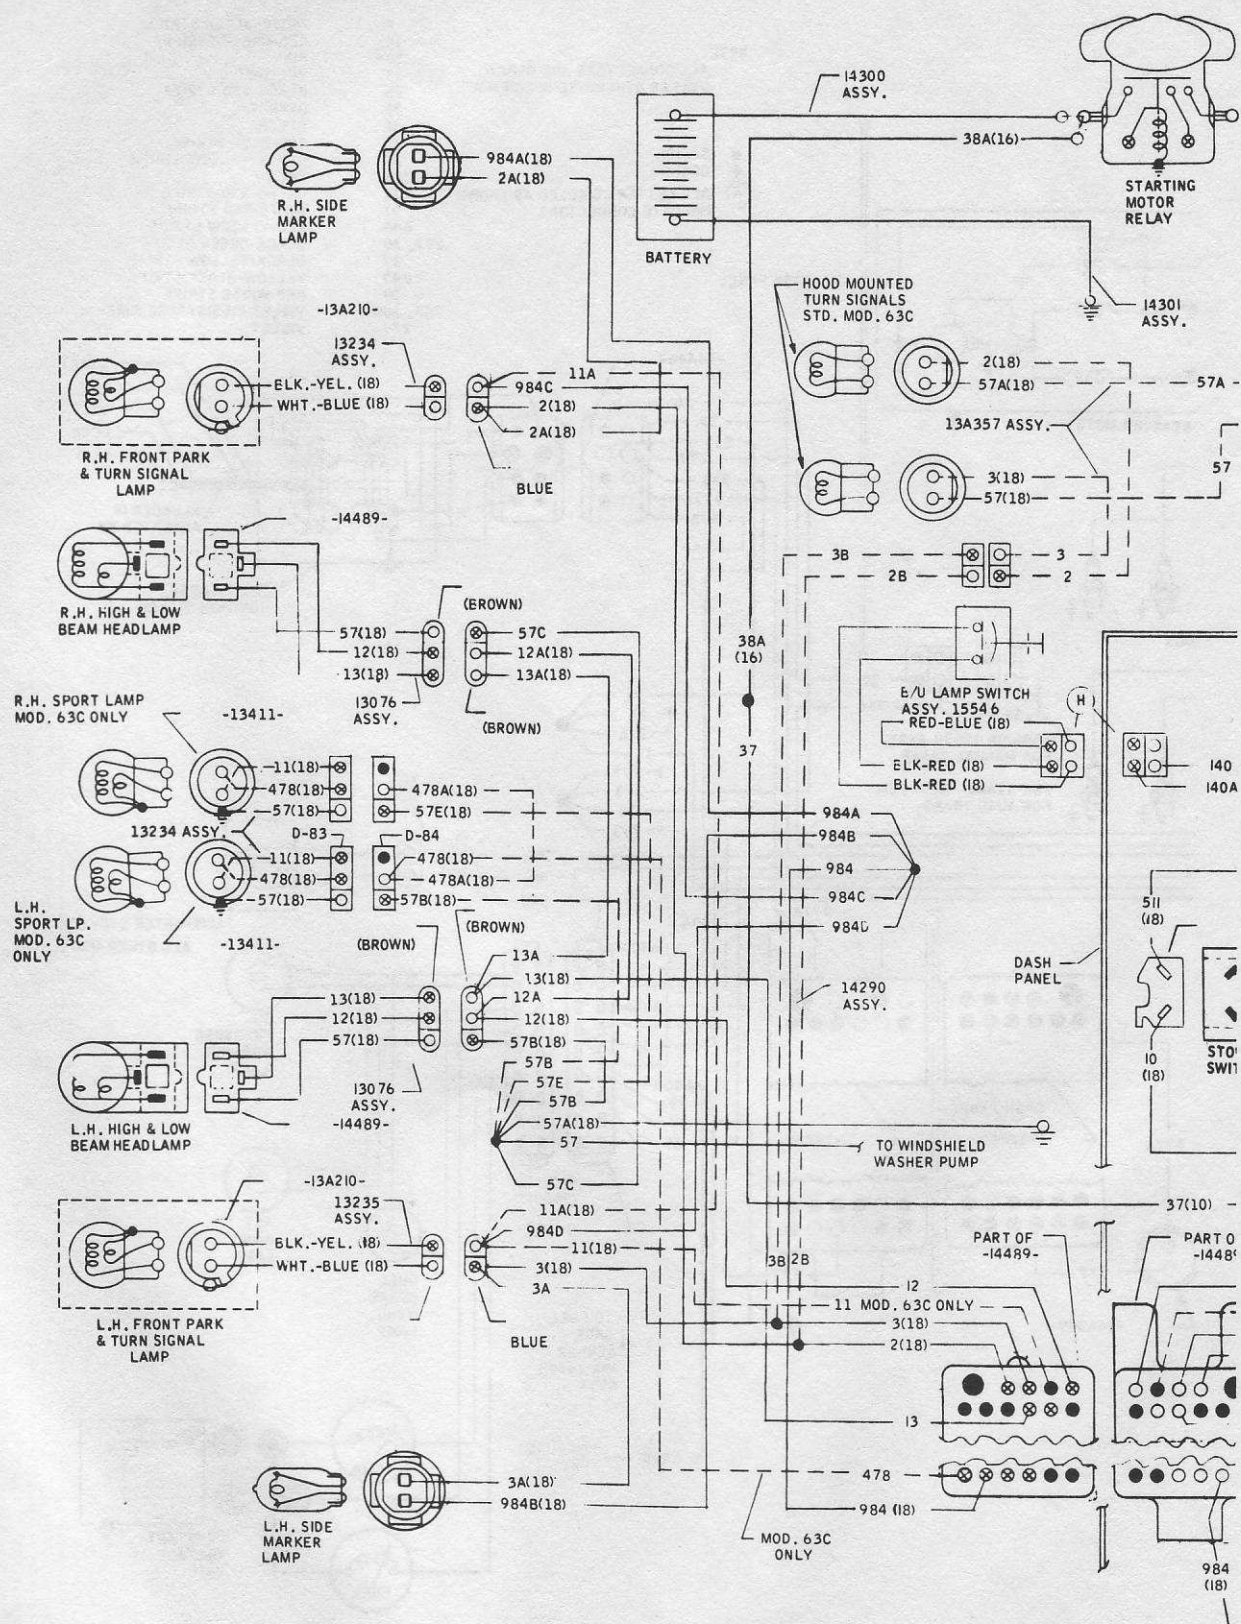 14300
ASSY.
38A(16)
STARTING
MOTOR
RELAY
984A(18)
2A(18)
R.H. SIDE
MARKER
LAMP
BATTERY
HOOD MOUNTED
TURN SIGNALS
STD. MOD. 63C
14301
ASSY.
-13A210-
13234
ASSY.
BLK.-YEL. (18)
WHT.-BLUE (18)
11A
984C
2(18)
2A(18)
BLUE
R.H. FRONT PARK
& TURN SIGNAL
LAMP
2(18)
57A(18)
57A
13A357 ASSY.
3(18)
57(18)
57
-14489-
R.H. HIGH & LOW
BEAM HEADLAMP
3B
2B
3
2
(BROWN)
57(18)
12(18)
13(18)
57C
12A(18)
13A(18)
13076
ASSY.
(BROWN)
38A
(16)
37
B/U LAMP SWITCH
ASSY. 15546
RED-BLUE (18)
BLK-RED (18)
BLK-RED (18)
H
140
140A
R.H. SPORT LAMP
MOD. 63C ONLY
-13411-
11(18)
478(18)
57(18)
478A(18)
57E(18)
13234 ASSY.
D-83
D-84
11(18)
478(18)
57(18)
478(18)
478A(18)
57B(18)
L.H.
SPORT LP.
MOD. 63C
ONLY
-13411-
984A
984B
984
984C
984D
511
(18)
10
(18)
DASH
PANEL
14290
ASSY.
(BROWN)
(BROWN)
13(18)
12(18)
57(18)
13A
13(18)
12A
12(18)
57B(18)
57B
57E
57B
57A(18)
57
57C
13076
ASSY.
-14489-
L.H. HIGH & LOW
BEAM HEADLAMP
TO WINDSHIELD
WASHER PUMP
37(10)
-13A210-
13235
ASSY.
BLK.-YEL. (18)
WHT.-BLUE (18)
11A(18)
984D
11(18)
3(18)
3A
BLUE
L.H. FRONT PARK
& TURN SIGNAL
LAMP
3B
2B
PART OF
-14489-
12
11 MOD. 63C ONLY
3(18)
2(18)
13
478
984 (18)
MOD. 63C
ONLY
3A(18)
984B(18)
L.H. SIDE
MARKER
LAMP
984
(18)